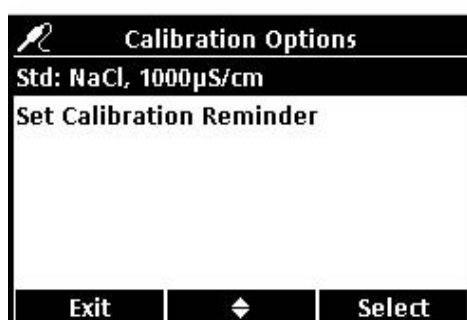 Calibration Options
Std: NaCl, 1000µS/cm
Set Calibration Reminder
Exit Select